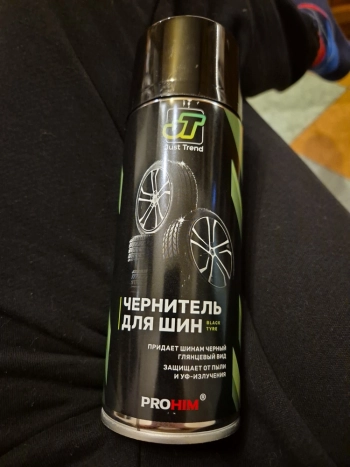 JT
Just Trend
ЧЕРНИТЕЛЬ
ДЛЯ ШИН
BLACK
TYRE
ПРИДАЕТ ШИНАМ ЧЕРНЫЙ
ГЛЯНЦЕВЫЙ ВИД
ЗАЩИЩАЕТ ОТ ПЫЛИ
И УФ-ИЗЛУЧЕНИЯ
PROHIM®